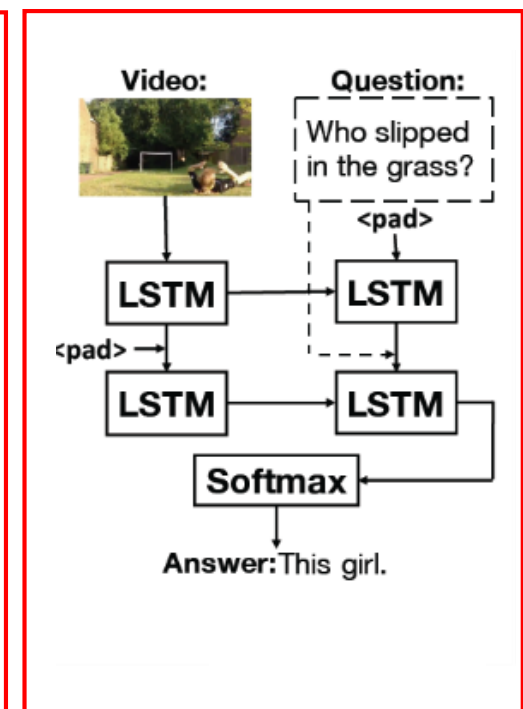 Video:
Question:
Who slipped
in the grass?
<pad>
LSTM
LSTM
<pad>
LSTM
LSTM
Softmax
Answer:This girl.